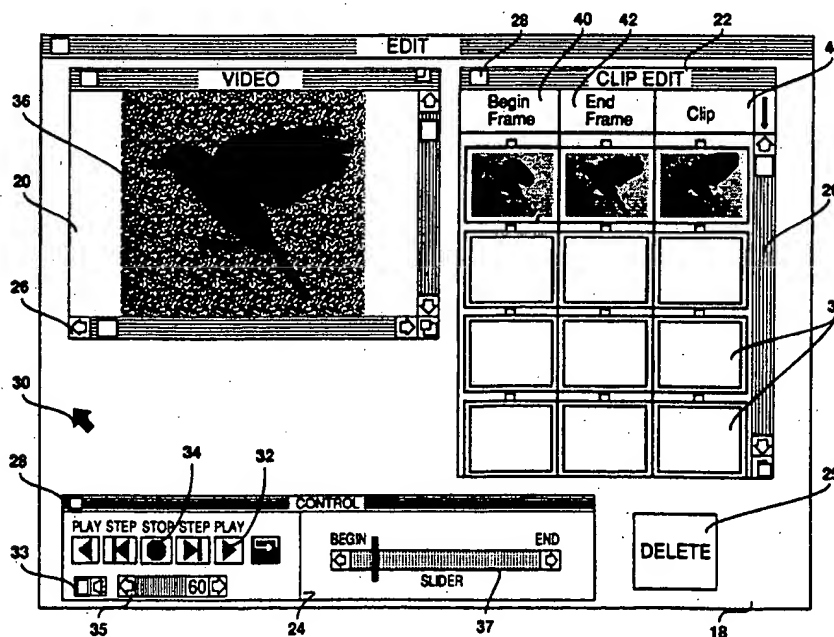 28 40 42 22
EDIT
VIDEO
CLIP EDIT
Begin Frame
End Frame
Clip
36
20
26
30
34
32
28
CONTROL
PLAY STEP STOP STEP PLAY
33
60
35
BEGIN
END
SLIDER
24
37
DELETE
18